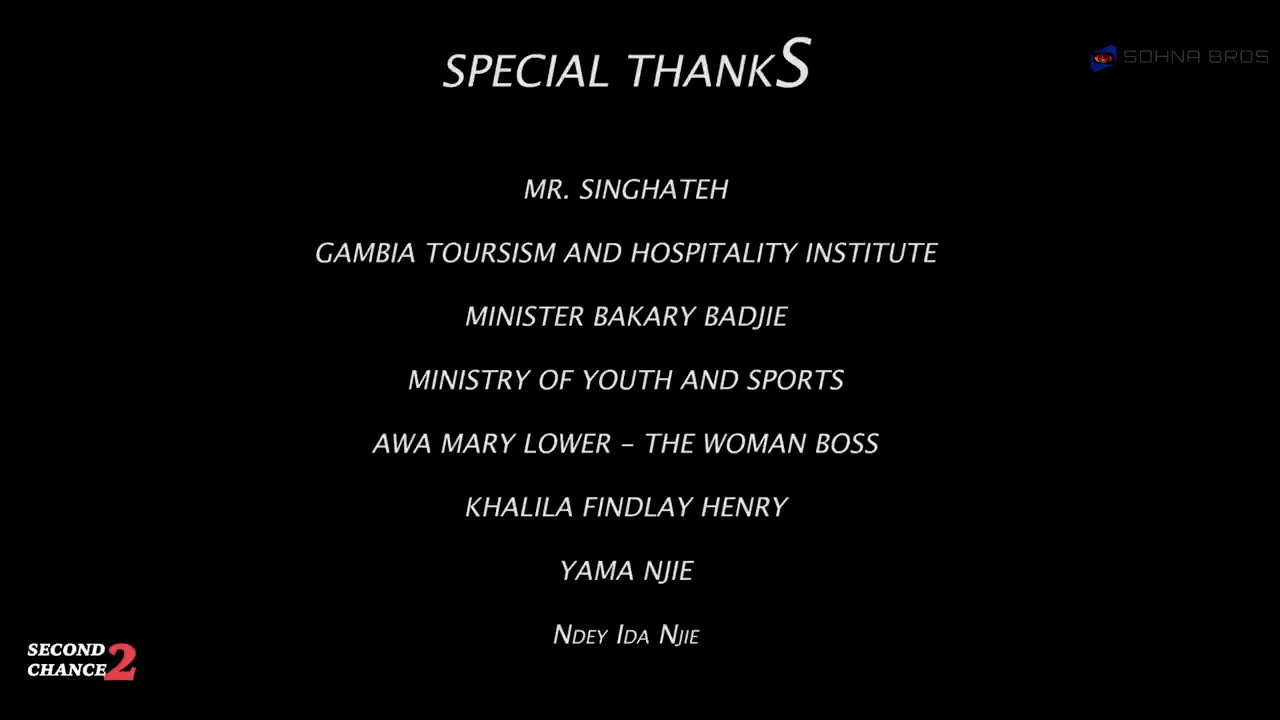 SPECIAL THANKS
SOHNA BROS
MR. SINGHATEH
GAMBIA TOURSISM AND HOSPITALITY INSTITUTE
MINISTER BAKARY BADJIE
MINISTRY OF YOUTH AND SPORTS
AWA MARY LOWER – THE WOMAN BOSS
KHALILA FINDLAY HENRY
YAMA NJIE
NDEY IDA NJIE
SECOND
CHANCE 2